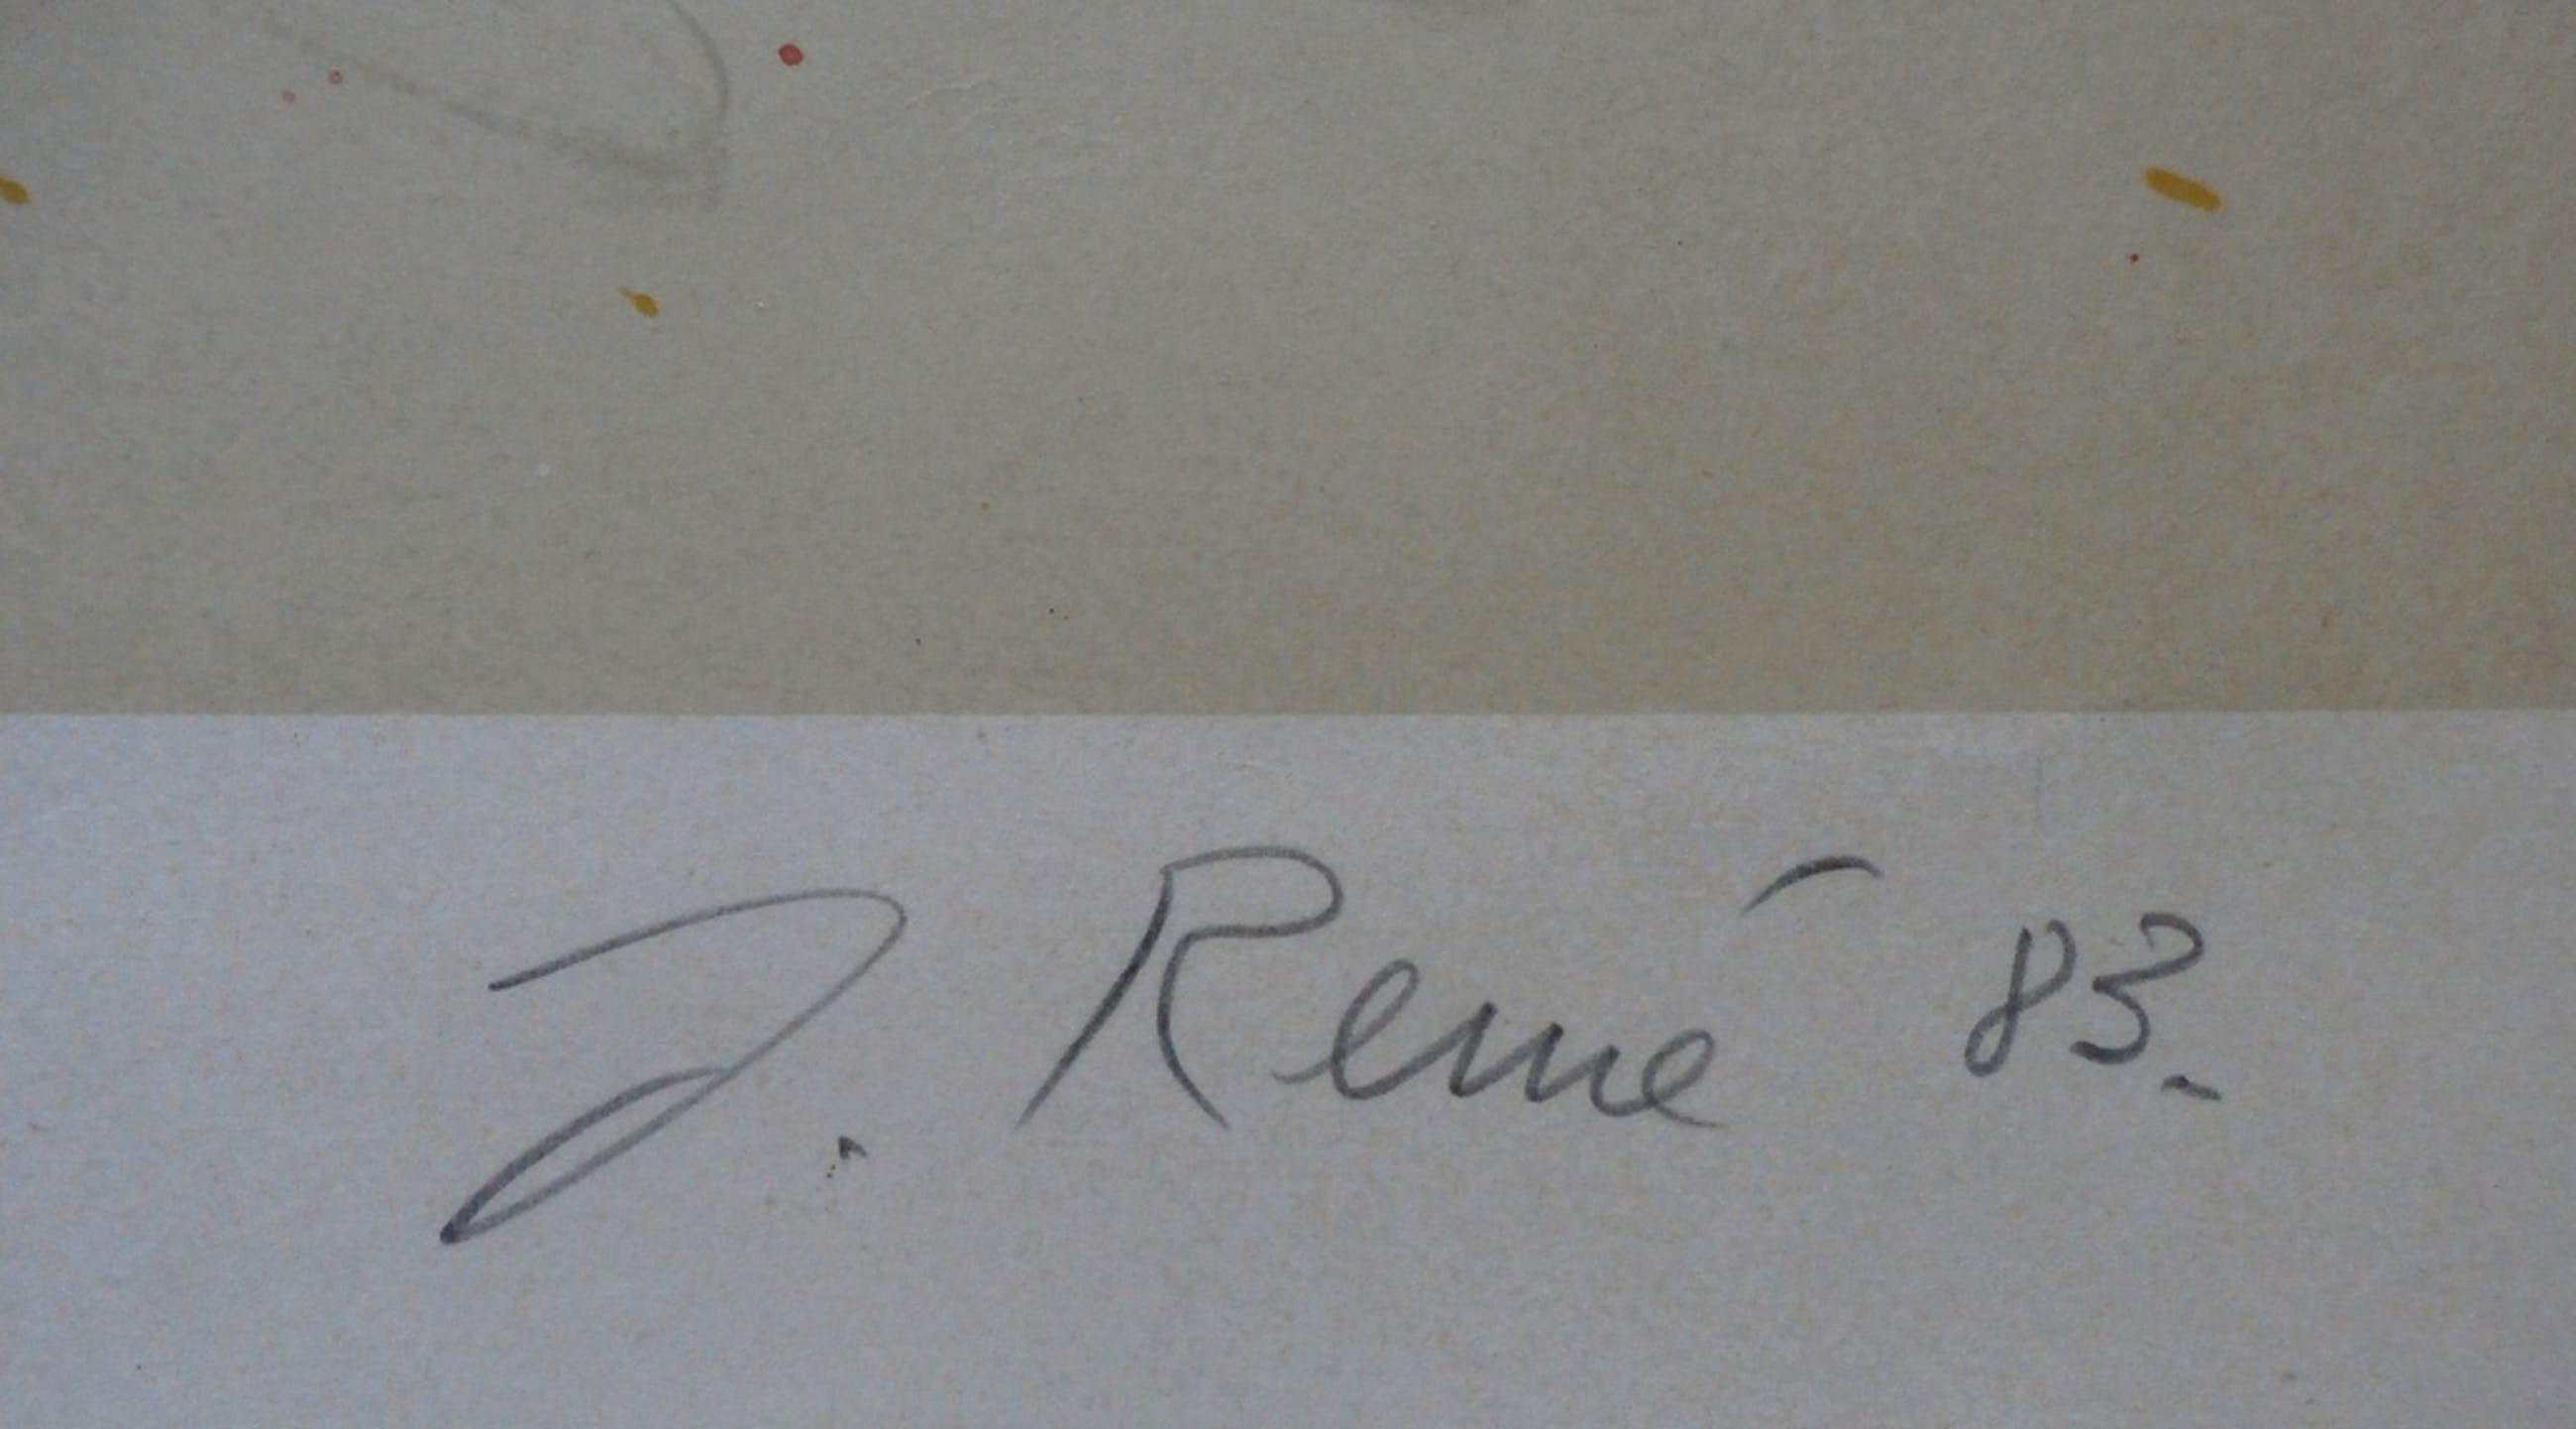 J. René 83.